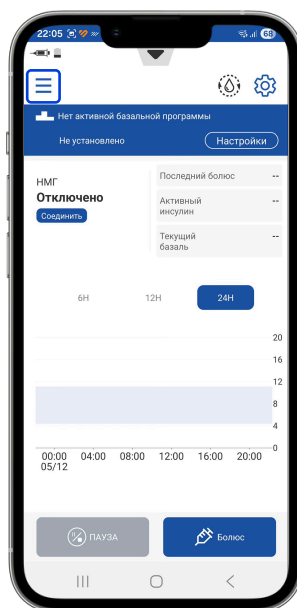 22:05
68
Нет активной базальной программы
Не установлено
Настройки
НМГ
Отключено
Соединить
Последний болюс --
Активный
инсулин --
Текущий
базаль --
6H 12H 24H
20
16
12
8
4
0
00:00 04:00 08:00 12:00 16:00 20:00
05/12
ПАУЗА
Болюс